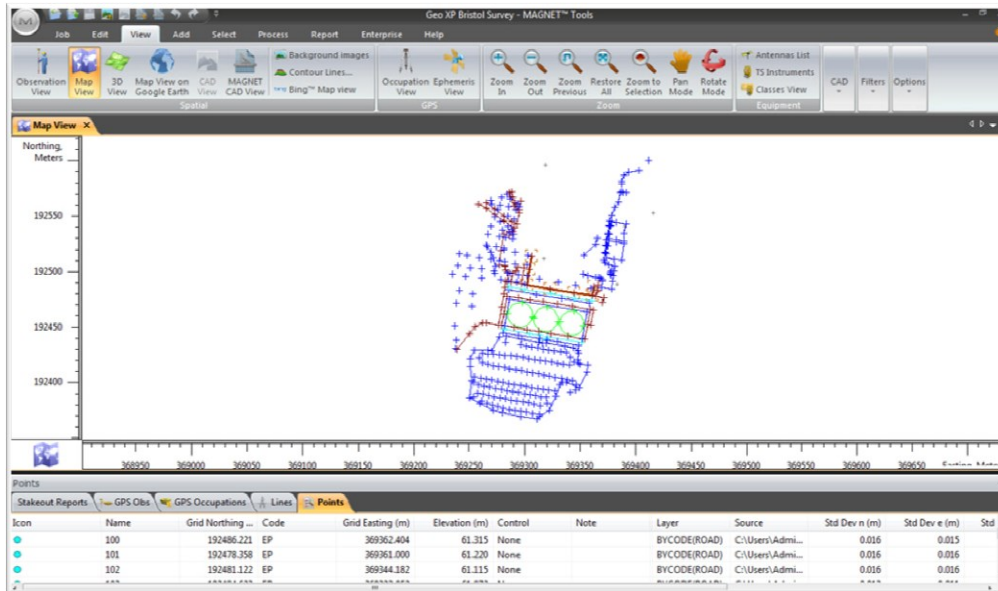 Geo XP Bristol Survey - MAGNET™ Tools
Job Edit View Add Select Process Report Enterprise Help
Observation View
Map View
3D View
Map View on Google Earth
CAD View
MAGNET CAD View
Background images
Contour Lines...
Bing™ Map view
Spatial
Occupation View
Ephemeris View
GPS
Zoom In
Zoom Out
Zoom Previous
Restore All
Zoom to Selection
Pan Mode
Rotate Mode
Zoom
Antennas List
TS Instruments
Classes View
Equipment
CAD
Filters
Options
Map View
Northing, Meters
192550
192500
192450
192400
368950 369000 369050 369100 369150 369200 369250 369300 369350 369400 369450 369500 369550 369600 369650
Points
Stakeout Reports GPS Obs GPS Occupations Lines Points
Icon Name Grid Northing ... Code Grid Easting (m) Elevation (m) Control Note Layer Source Std Dev n (m) Std Dev e (m) Std
100 192486.221 EP 369362.404 61.315 None BYCODE(ROAD) C:\Users\Admi... 0.016 0.015
101 192478.358 EP 369361.000 61.220 None BYCODE(ROAD) C:\Users\Admi... 0.016 0.016
102 192481.122 EP 369344.182 61.115 None BYCODE(ROAD) C:\Users\Admi... 0.016 0.016